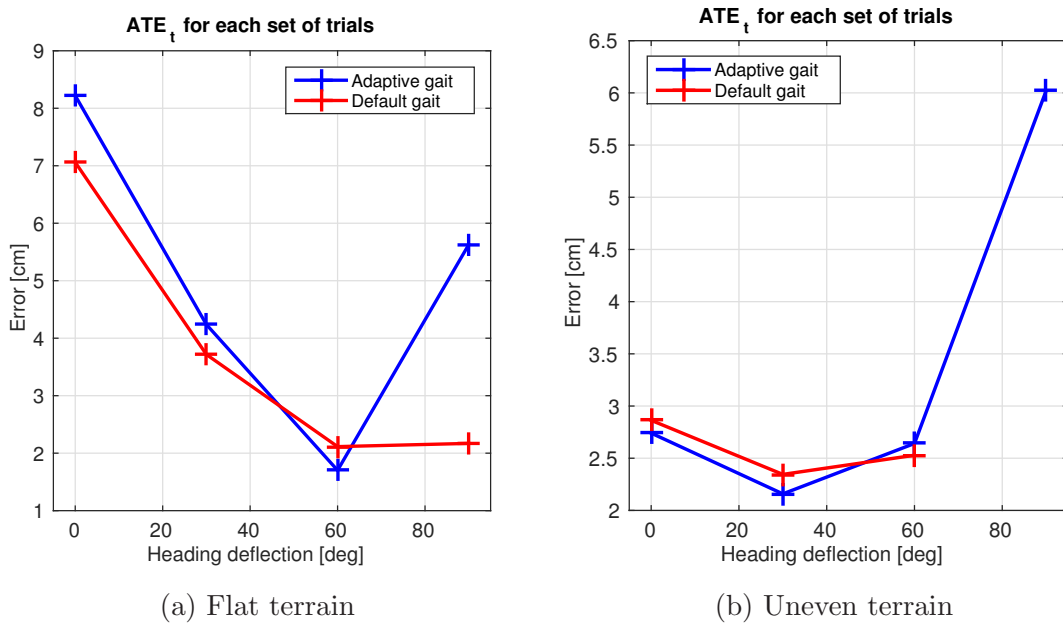 ATE_t for each set of trials
9
8
7
6
5
4
3
2
1
Error [cm]
Adaptive gait
Default gait
0 20 40 60 80
Heading deflection [deg]
(a) Flat terrain
ATE_t for each set of trials
6.5
6
5.5
5
4.5
4
3.5
3
2.5
2
Error [cm]
Adaptive gait
Default gait
0 20 40 60 80
Heading deflection [deg]
(b) Uneven terrain